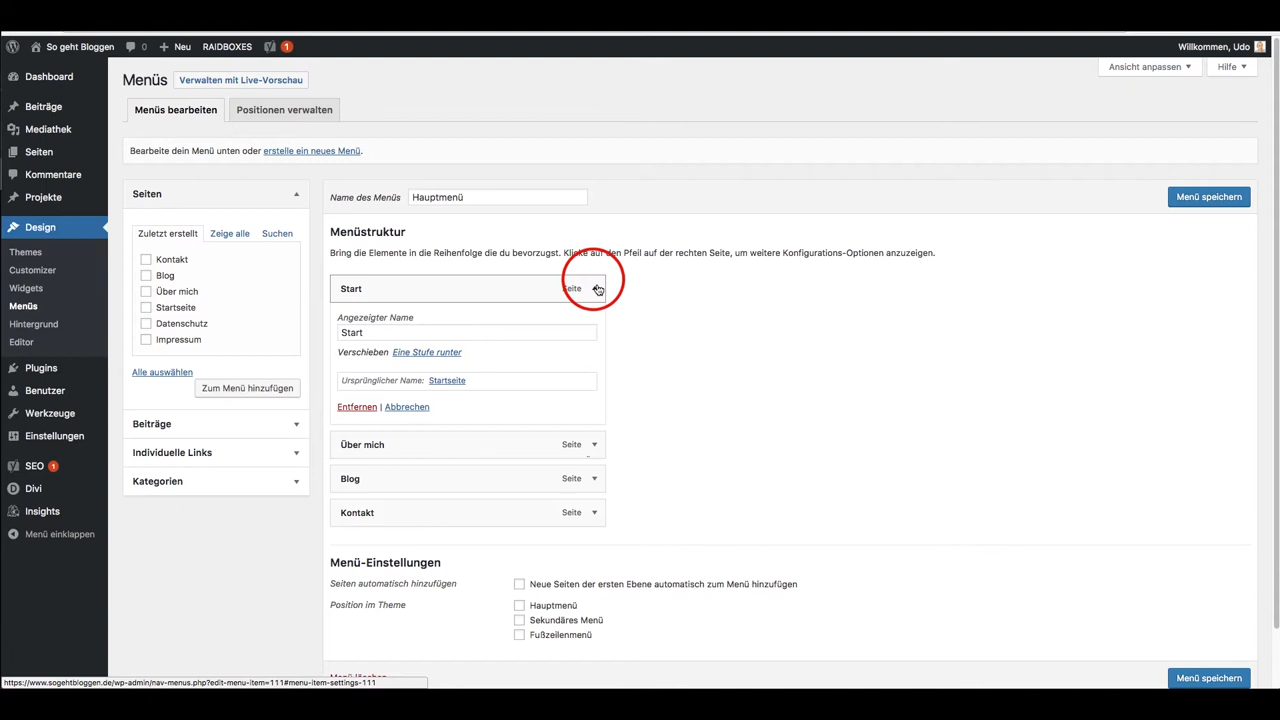 So geht Bloggen 0 Neu RAIDBOXES 1 Willkommen, Udo
Ansicht anpassen Hilfe
Dashboard
Beiträge
Mediathek
Seiten
Kommentare
Projekte
Design
Themes
Customizer
Widgets
Menüs
Hintergrund
Editor
Plugins
Benutzer
Werkzeuge
Einstellungen
SEO 1
Divi
Insights
Menü einklappen
Menüs Verwalten mit Live-Vorschau
Menüs bearbeiten Positionen verwalten
Bearbeite dein Menü unten oder erstelle ein neues Menü.
Seiten
Zuletzt erstellt Zeige alle Suchen
Kontakt
Blog
Über mich
Startseite
Datenschutz
Impressum
Alle auswählen
Zum Menü hinzufügen
Beiträge
Individuelle Links
Kategorien
Name des Menüs Hauptmenü Menü speichern
Menüstruktur
Bring die Elemente in die Reihenfolge die du bevorzugst. Klicke auf den Pfeil auf der rechten Seite, um weitere Konfigurations-Optionen anzuzeigen.
Start Seite
Angezeigter Name
Start
Verschieben Eine Stufe runter
Ursprünglicher Name: Startseite
Entfernen | Abbrechen
Über mich Seite
Blog Seite
Kontakt Seite
Menü-Einstellungen
Seiten automatisch hinzufügen Neue Seiten der ersten Ebene automatisch zum Menü hinzufügen
Position im Theme Hauptmenü
Sekundäres Menü
Fußzeilenmenü
Menü löschen Menü speichern
https://www.sogehtbloggen.de/wp-admin/nav-menus.php?edit-menu-item=111#menu-item-settings-111